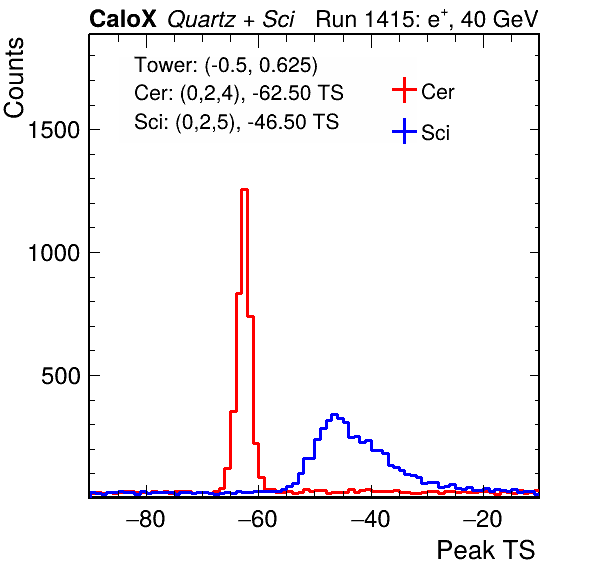 CaloX Quartz + Sci Run 1415: e⁺, 40 GeV
Counts
Tower: (-0.5, 0.625)
Cer: (0,2,4), -62.50 TS
Sci: (0,2,5), -46.50 TS
Cer
Sci
1500
1000
500
−80 −60 −40 −20
Peak TS